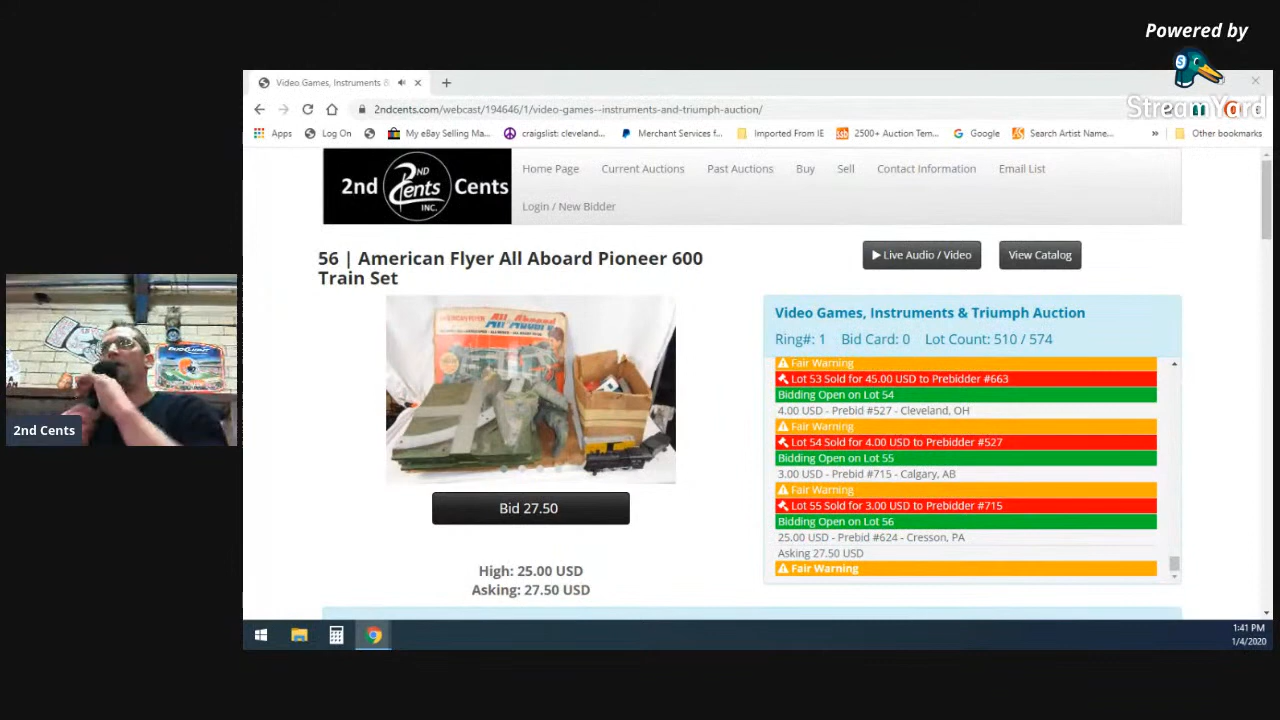 Powered by
StreamYard
Video Games, Instruments &
2ndcents.com/webcast/194646/1/video-games--instruments-and-triumph-auction/
Apps Log On My eBay Selling Ma... craigslist: cleveland... Merchant Services f... Imported From IE 2500+ Auction Tem... Google Search Artist Name... » Other bookmarks
2nd 2ND Cents INC. Cents
Home Page Current Auctions Past Auctions Buy Sell Contact Information Email List
Login / New Bidder
56 | American Flyer All Aboard Pioneer 600
Train Set
Live Audio / Video View Catalog
All Aboard
Bid 27.50
High: 25.00 USD
Asking: 27.50 USD
Video Games, Instruments & Triumph Auction
Ring#: 1 Bid Card: 0 Lot Count: 510 / 574
Fair Warning
Lot 53 Sold for 45.00 USD to Prebidder #663
Bidding Open on Lot 54
4.00 USD - Prebid #527 - Cleveland, OH
Fair Warning
Lot 54 Sold for 4.00 USD to Prebidder #527
Bidding Open on Lot 55
3.00 USD - Prebid #715 - Calgary, AB
Fair Warning
Lot 55 Sold for 3.00 USD to Prebidder #715
Bidding Open on Lot 56
25.00 USD - Prebid #624 - Cresson, PA
Asking 27.50 USD
Fair Warning
BUD LIGHT
2nd Cents
1:41 PM
1/4/2020